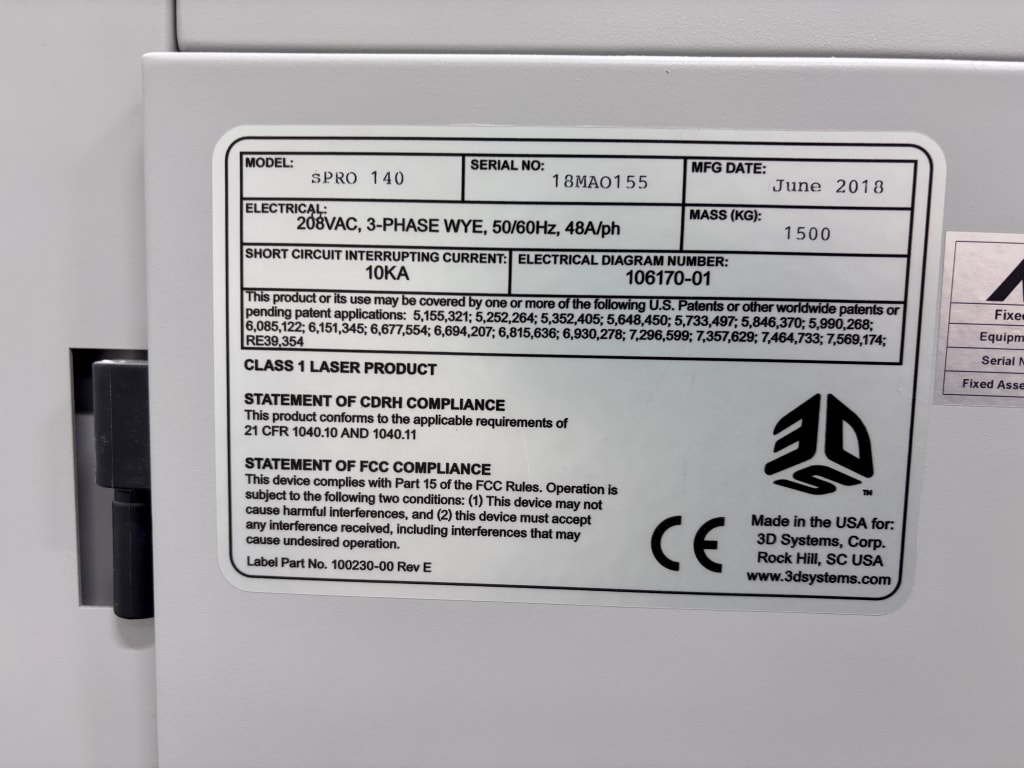 MODEL:
sPRO 140
SERIAL NO:
18MAO155
MFG DATE:
June 2018
ELECTRICAL:
208VAC, 3-PHASE WYE, 50/60Hz, 48A/ph
MASS (KG):
1500
SHORT CIRCUIT INTERRUPTING CURRENT:
10KA
ELECTRICAL DIAGRAM NUMBER:
106170-01
This product or its use may be covered by one or more of the following U.S. Patents or other worldwide patents or
pending patent applications: 5,155,321; 5,252,264; 5,352,405; 5,648,450; 5,733,497; 5,846,370; 5,990,268;
6,085,122; 6,151,345; 6,677,554; 6,694,207; 6,815,636; 6,930,278; 7,296,599; 7,357,629; 7,464,733; 7,569,174;
RE39,354
CLASS 1 LASER PRODUCT
STATEMENT OF CDRH COMPLIANCE
This product conforms to the applicable requirements of
21 CFR 1040.10 AND 1040.11
STATEMENT OF FCC COMPLIANCE
This device complies with Part 15 of the FCC Rules. Operation is
subject to the following two conditions: (1) This device may not
cause harmful interferences, and (2) this device must accept
any interference received, including interferences that may
cause undesired operation.
Label Part No. 100230-00 Rev E
CE
3DS
TM
Made in the USA for:
3D Systems, Corp.
Rock Hill, SC USA
www.3dsystems.com
Fixe
Equipm
Serial N
Fixed Asse